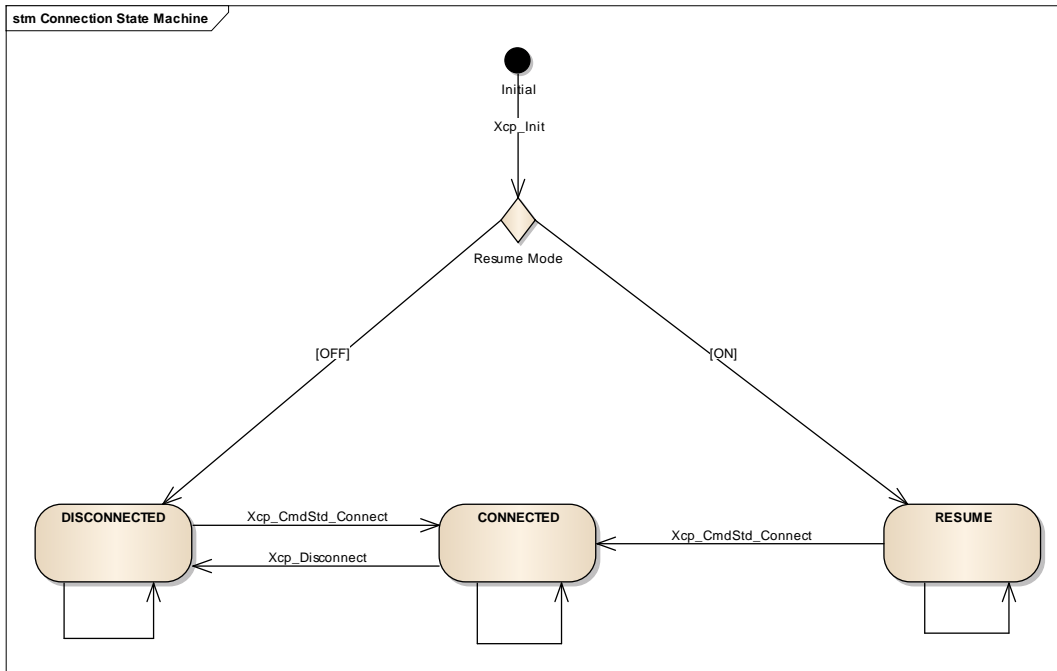 stm Connection State Machine
Initial
Xcp_Init
Resume Mode
[OFF]
[ON]
DISCONNECTED
Xcp_CmdStd_Connect
CONNECTED
RESUME
Xcp_CmdStd_Connect
Xcp_Disconnect